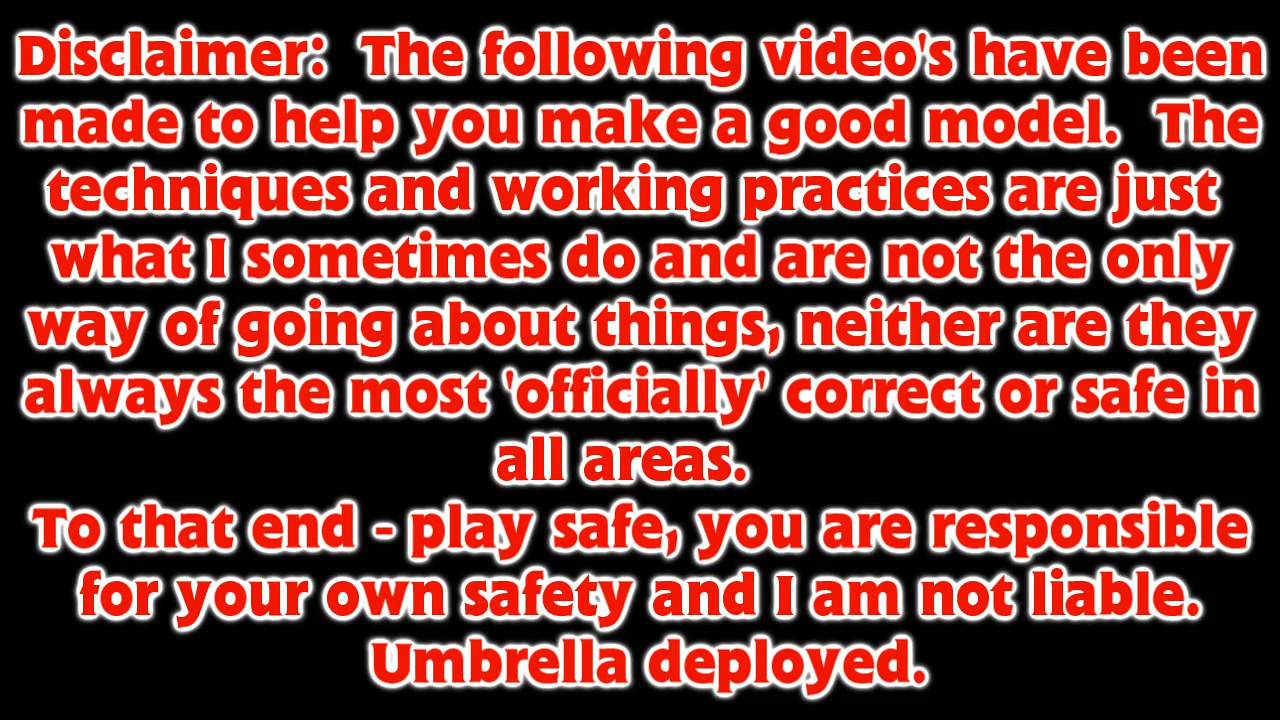 Disclaimer:  The following video's have been
made to help you make a good model.  The
techniques and working practices are just
what I sometimes do and are not the only
way of going about things, neither are they
always the most 'officially' correct or safe in
all areas.
To that end - play safe, you are responsible
for your own safety and I am not liable.
Umbrella deployed.